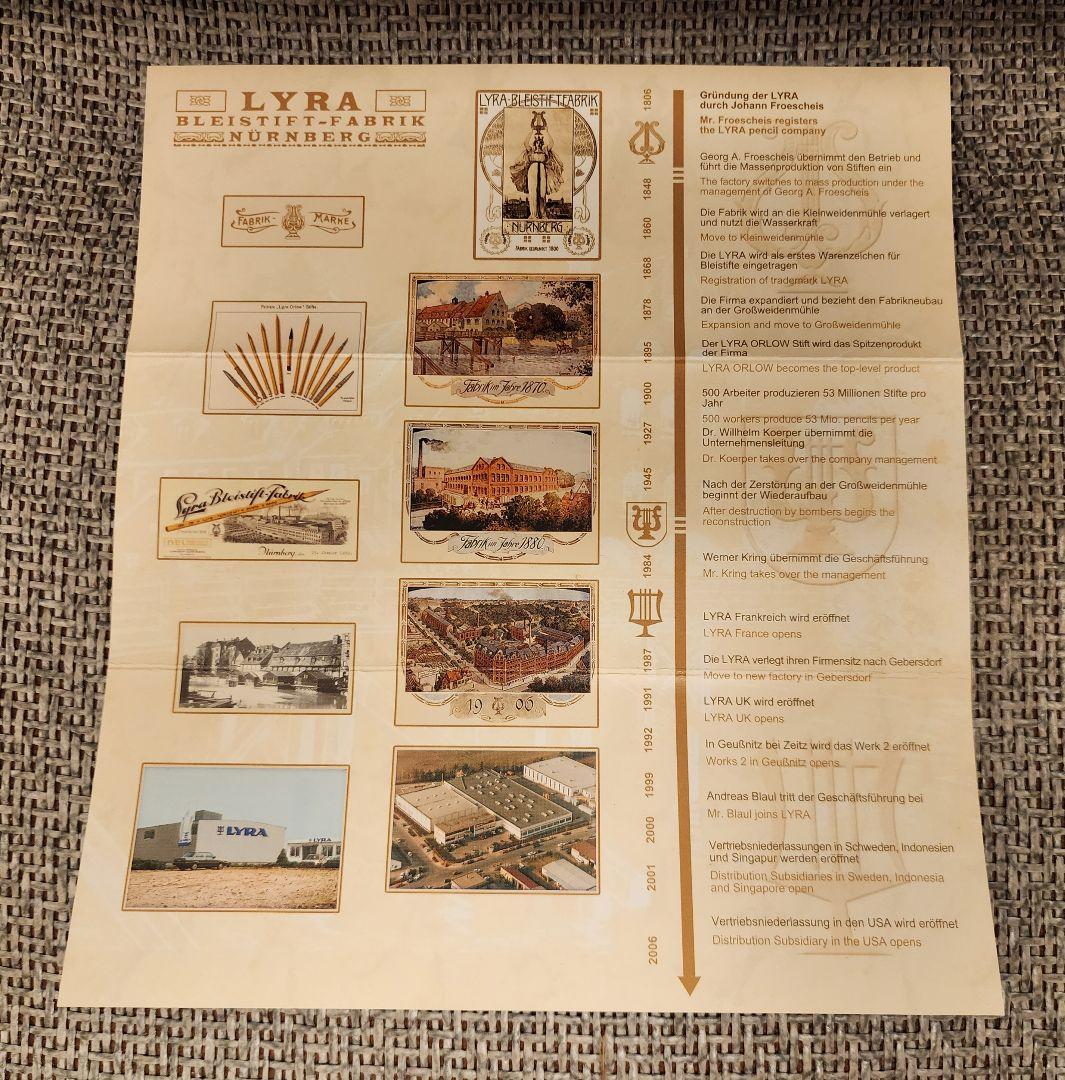 LYRA
BLEISTIFT-FABRIK
NÜRNBERG
FABRIK-MARKE
Lyra Bleistift-Fabrik
Nürnberg
LYRA
LYRA
LYRA-BLEISTIFTFABRIK
NÜRNBERG
Fabrik im Jahre 1870.
Fabrik im Jahre 1880.
1906
1806
1848
1860
1868
1878
1895
1900
1927
1945
1984
1987
1991
1992
1999
2000
2001
2006
Gründung der LYRA
durch Johann Froescheis
Mr. Froescheis registers
the LYRA pencil company
Georg A. Froescheis übernimmt den Betrieb und
führt die Massenproduktion von Stiften ein
The factory switches to mass production under the
management of Georg A. Froescheis
Die Fabrik wird an die Kleinweidenmühle verlagert
und nutzt die Wasserkraft
Move to Kleinweidenmühle
Die LYRA wird als erstes Warenzeichen für
Bleistifte eingetragen
Registration of trademark LYRA
Die Firma expandiert und bezieht den Fabrikneubau
an der Großweidenmühle
Expansion and move to Großweidenmühle
Der LYRA ORLOW Stift wird das Spitzenprodukt
der Firma
LYRA ORLOW becomes the top-level product
500 Arbeiter produzieren 53 Millionen Stifte pro
Jahr
500 workers produce 53 Mio. pencils per year
Dr. Willhelm Koerper übernimmt die
Unternehmensleitung
Dr. Koerper takes over the company management
Nach der Zerstörung an der Großweidenmühle
beginnt der Wiederaufbau
After destruction by bombers begins the
reconstruction
Werner Kring übernimmt die Geschäftsführung
Mr. Kring takes over the management
LYRA Frankreich wird eröffnet
LYRA France opens
Die LYRA verlegt ihren Firmensitz nach Gebersdorf
Move to new factory in Gebersdorf
LYRA UK wird eröffnet
LYRA UK opens
In Geußnitz bei Zeitz wird das Werk 2 eröffnet
Works 2 in Geußnitz opens
Andreas Blaul tritt der Geschäftsführung bei
Mr. Blaul joins LYRA
Vertriebsniederlassungen in Schweden, Indonesien
und Singapur werden eröffnet
Distribution Subsidiaries in Sweden, Indonesia
and Singapore open
Vertriebsniederlassung in den USA wird eröffnet
Distribution Subsidiary in the USA opens